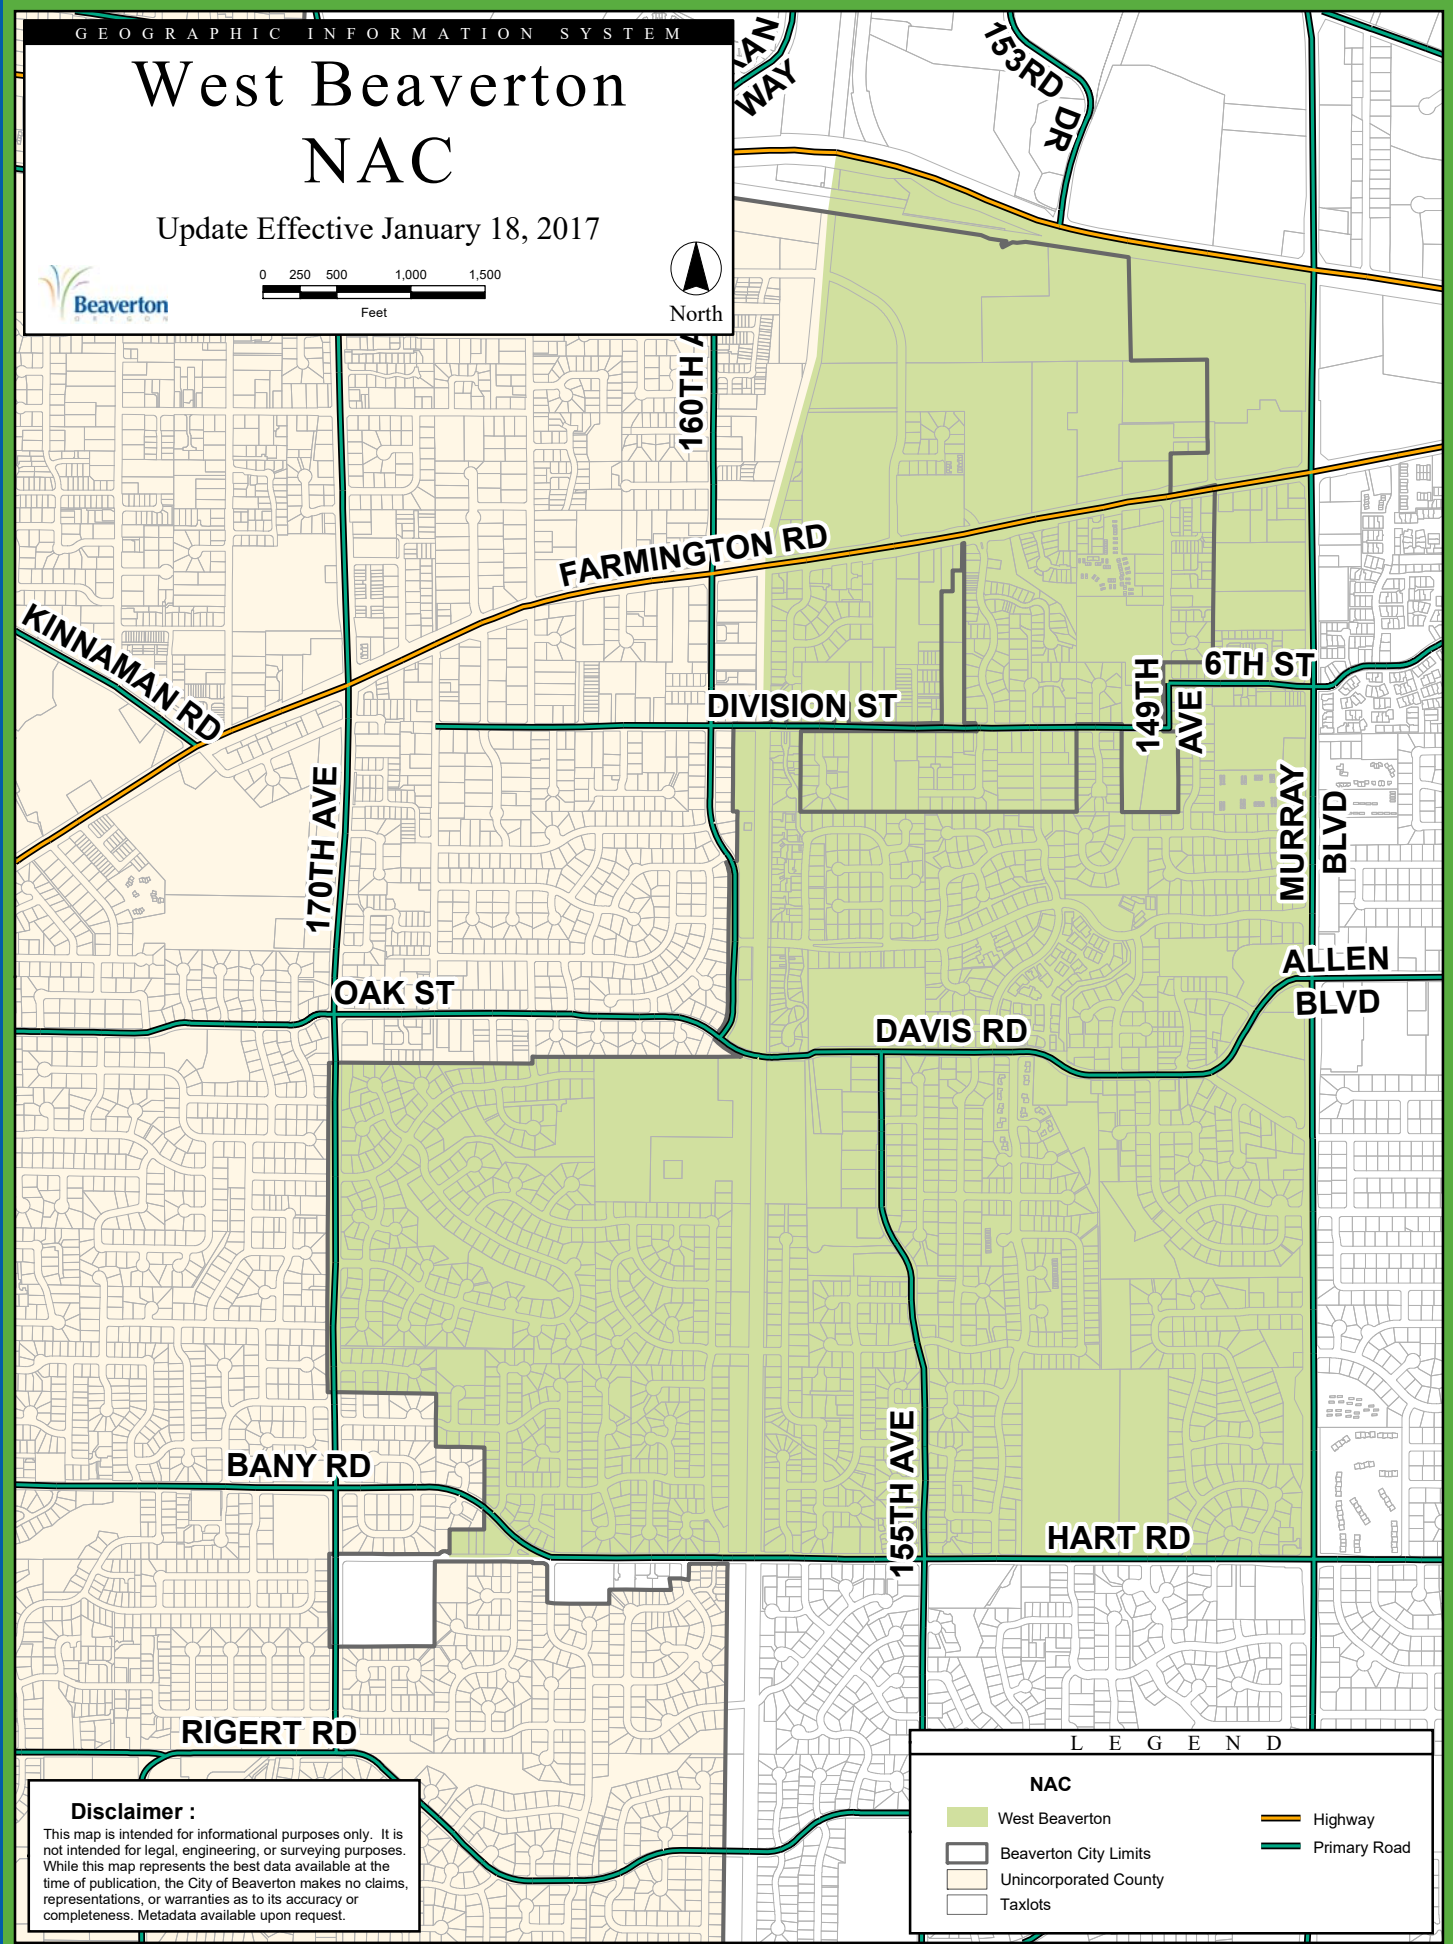 GEOGRAPHIC INFORMATION SYSTEM
West Beaverton
NAC
Update Effective January 18, 2017
0 250 500 1,000 1,500
Feet
Beaverton
OREGON
North
WAY
153RD DR
160TH A
FARMINGTON RD
KINNAMAN RD
DIVISION ST
149TH
AVE
6TH ST
170TH AVE
MURRAY
BLVD
OAK ST
ALLEN
BLVD
DAVIS RD
BANY RD
155TH AVE
HART RD
RIGERT RD
Disclaimer :
This map is intended for informational purposes only. It is
not intended for legal, engineering, or surveying purposes.
While this map represents the best data available at the
time of publication, the City of Beaverton makes no claims,
representations, or warranties as to its accuracy or
completeness. Metadata available upon request.
LEGEND
NAC
West Beaverton
Beaverton City Limits
Unincorporated County
Taxlots
Highway
Primary Road